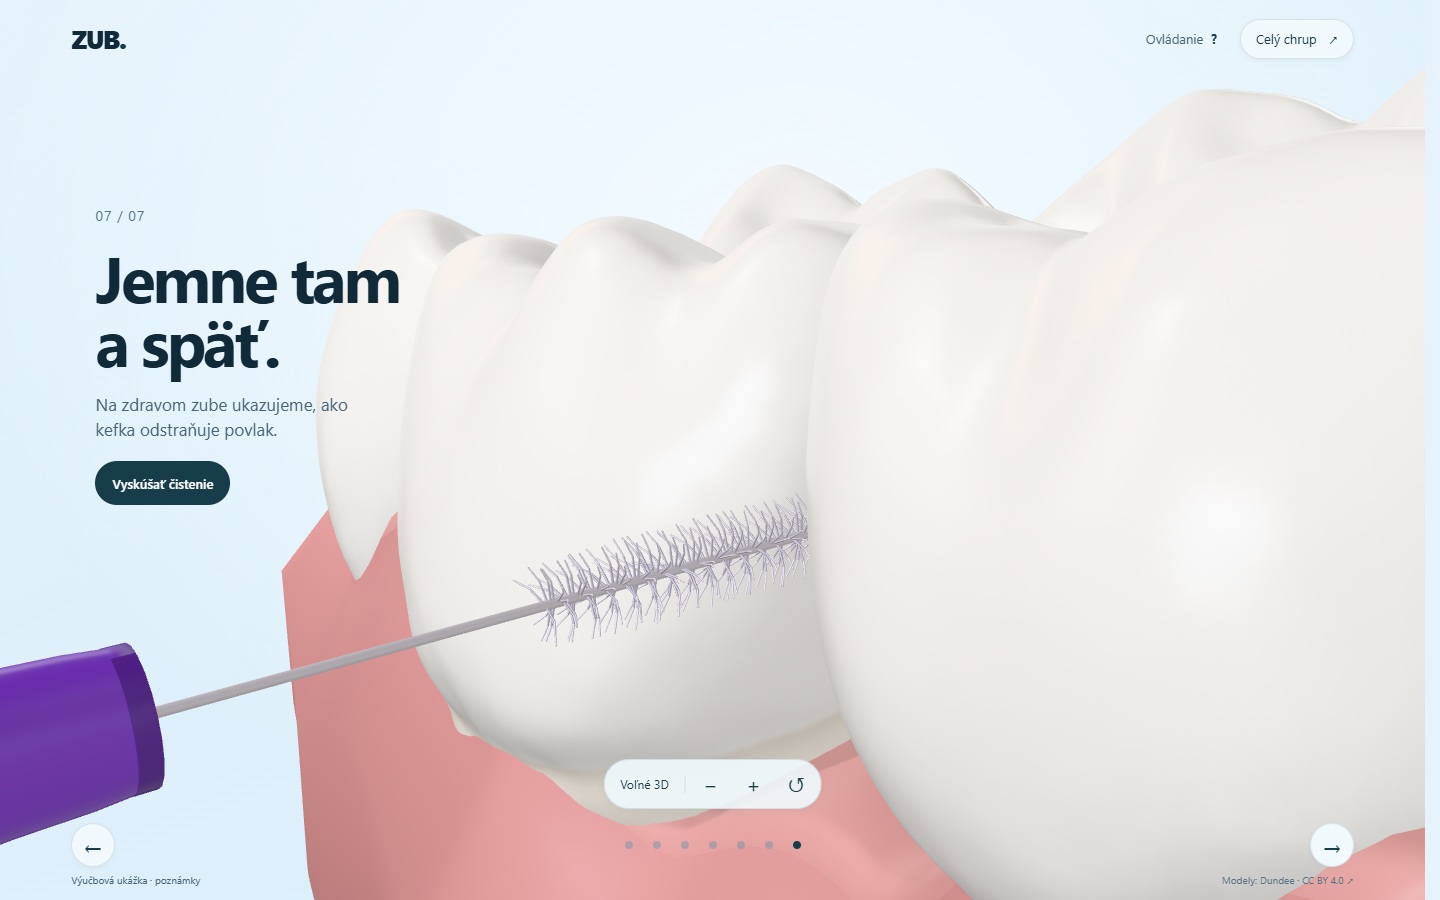 ZUB.
Ovládanie ?
Celý chrup ↗
07 / 07
Jemne tam
a späť.
Na zdravom zube ukazujeme, ako
kefka odstraňuje povlak.
Vyskúšať čistenie
Voľné 3D − + ↺
← →
Výučbová ukážka · poznámky
Modely: Dundee · CC BY 4.0 ↗